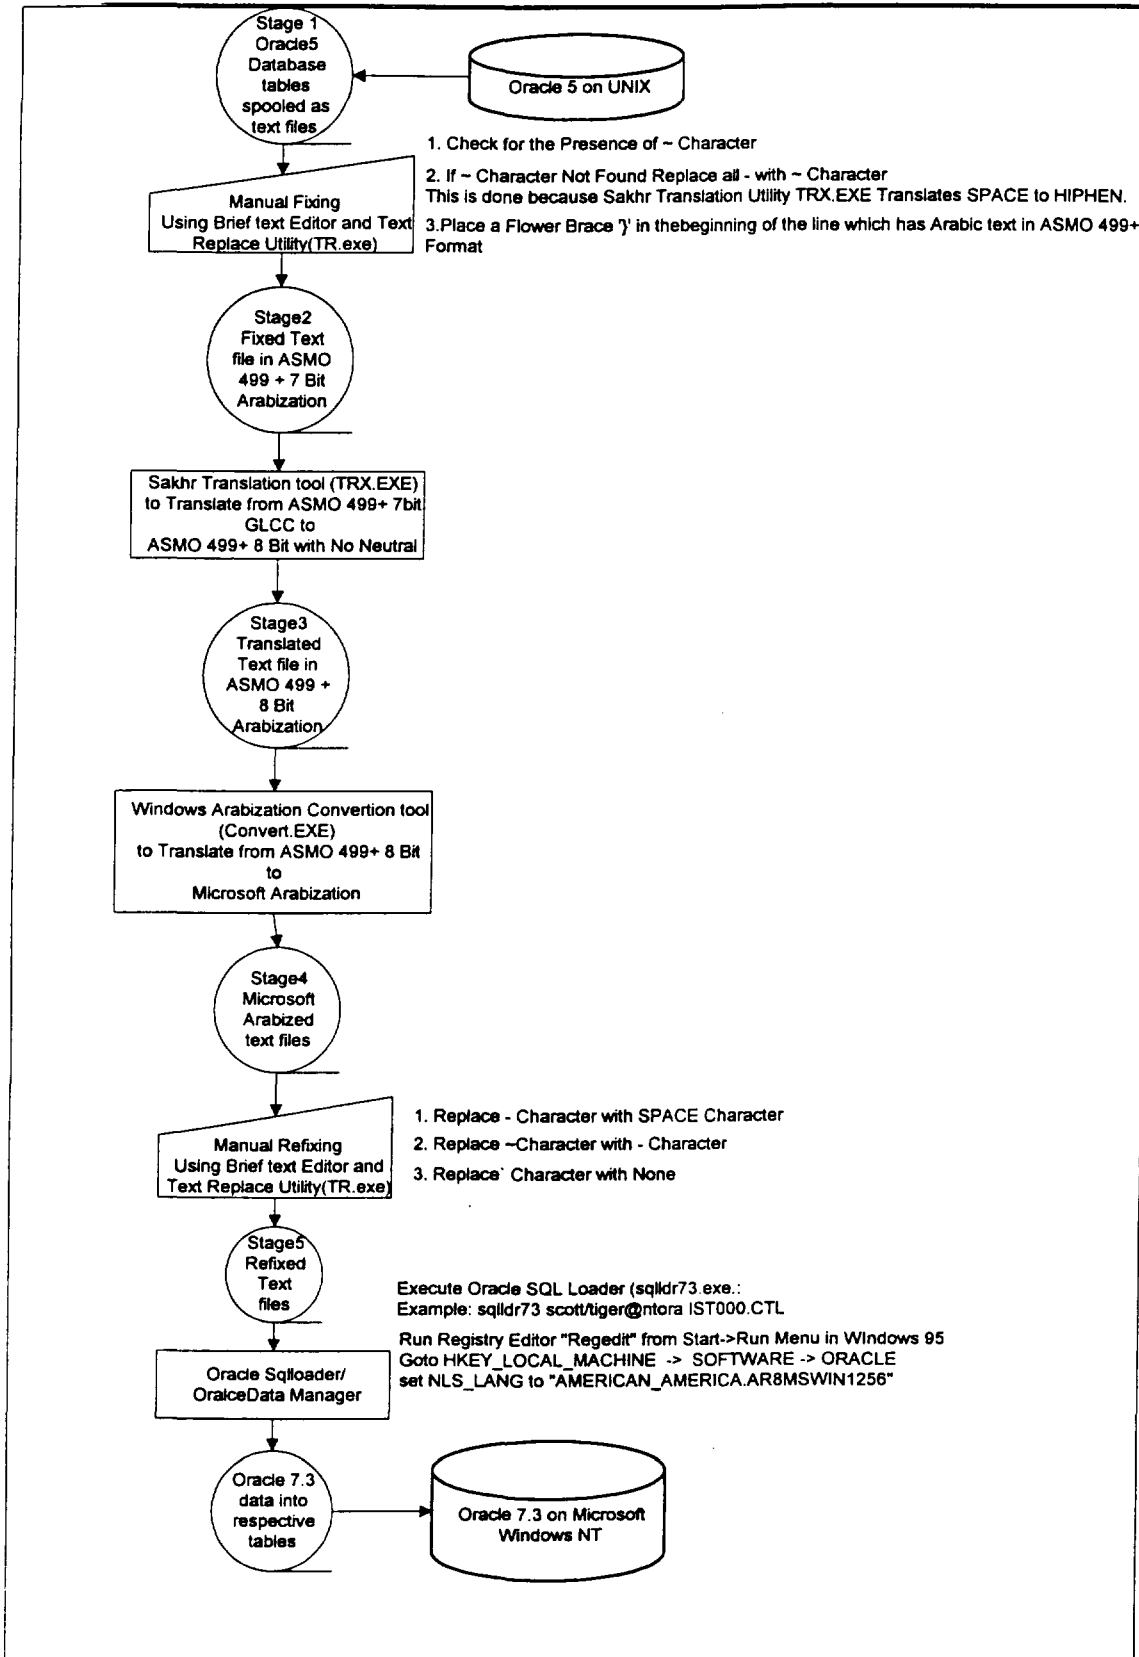 Stage 1
Oracle5
Database
tables
spooled as
text files
Oracle 5 on UNIX
1. Check for the Presence of ~ Character
2. If ~ Character Not Found Replace all - with ~ Character
This is done because Sakhr Translation Utility TRX.EXE Translates SPACE to HIPHEN.
3.Place a Flower Brace '}' in thebeginning of the line which has Arabic text in ASMO 499+
Format
Manual Fixing
Using Brief text Editor and Text
Replace Utility(TR.exe)
Stage2
Fixed Text
file in ASMO
499 + 7 Bit
Arabization
Sakhr Translation tool (TRX.EXE)
to Translate from ASMO 499+ 7bit
GLCC to
ASMO 499+ 8 Bit with No Neutral
Stage3
Translated
Text file in
ASMO 499 +
8 Bit
Arabization
Windows Arabization Convertion tool
(Convert.EXE)
to Translate from ASMO 499+ 8 Bit
to
Microsoft Arabization
Stage4
Microsoft
Arabized
text files
1. Replace - Character with SPACE Character
2. Replace ~Character with - Character
3. Replace` Character with None
Manual Refixing
Using Brief text Editor and
Text Replace Utility(TR.exe)
Stage5
Refixed
Text
files
Execute Oracle SQL Loader (sqlldr73.exe.:
Example: sqlldr73 scott/tiger@ntora IST000.CTL
Run Registry Editor "Regedit" from Start->Run Menu in WIndows 95
Goto HKEY_LOCAL_MACHINE -> SOFTWARE -> ORACLE
set NLS_LANG to "AMERICAN_AMERICA.AR8MSWIN1256"
Oracle Sqlloader/
OralceData Manager
Oracle 7.3
data into
respective
tables
Oracle 7.3 on Microsoft
Windows NT